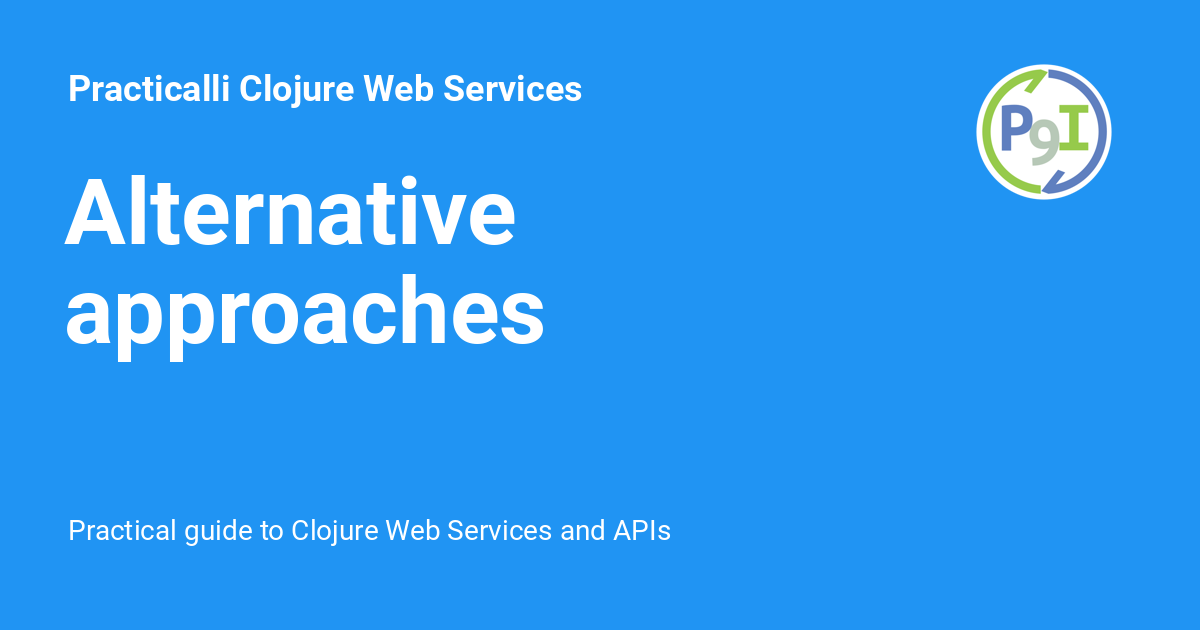 Practicalli Clojure Web Services
P9I
Alternative
approaches
Practical guide to Clojure Web Services and APIs